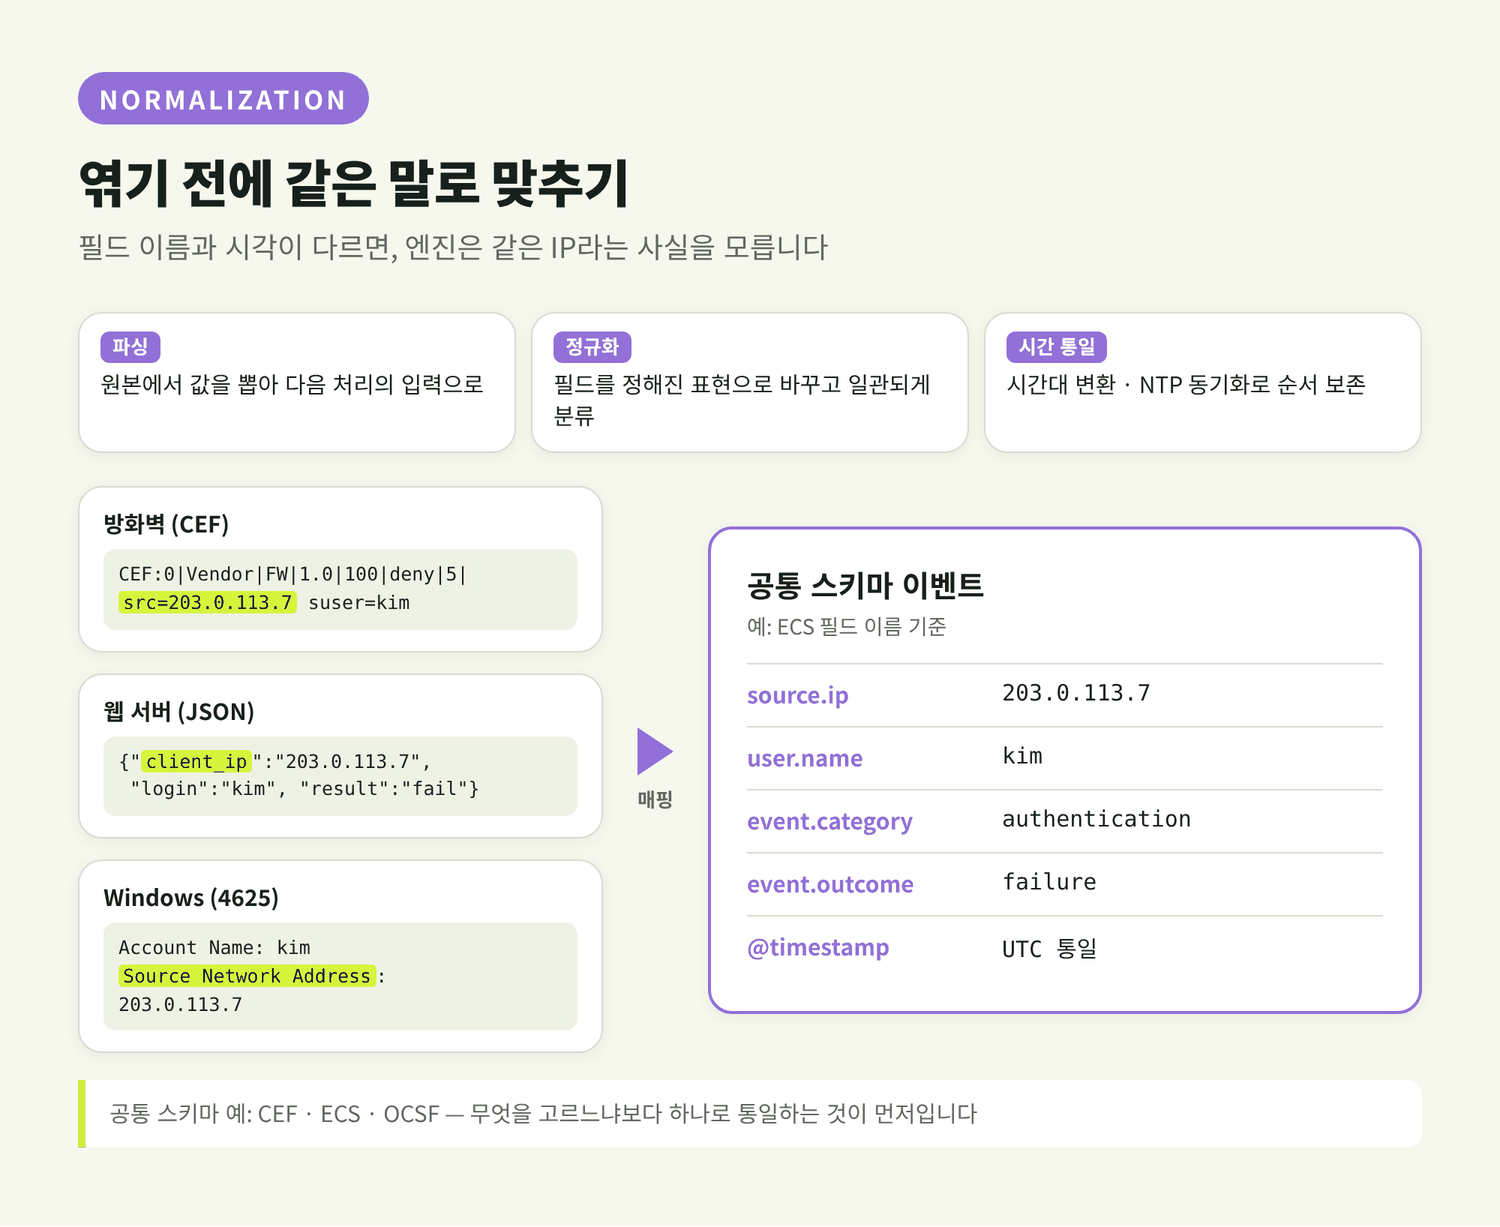 NORMALIZATION
엮기 전에 같은 말로 맞추기
필드 이름과 시각이 다르면, 엔진은 같은 IP라는 사실을 모릅니다
파싱
원본에서 값을 뽑아 다음 처리의 입력으로
정규화
필드를 정해진 표현으로 바꾸고 일관되게
분류
시간 통일
시간대 변환 · NTP 동기화로 순서 보존
방화벽 (CEF)
CEF:0|Vendor|FW|1.0|100|deny|5|
src=203.0.113.7 suser=kim
웹 서버 (JSON)
{"client_ip":"203.0.113.7",
"login":"kim", "result":"fail"}
Windows (4625)
Account Name: kim
Source Network Address:
203.0.113.7
매핑
공통 스키마 이벤트
예: ECS 필드 이름 기준
source.ip 203.0.113.7
user.name kim
event.category authentication
event.outcome failure
@timestamp UTC 통일
공통 스키마 예: CEF · ECS · OCSF — 무엇을 고르느냐보다 하나로 통일하는 것이 먼저입니다